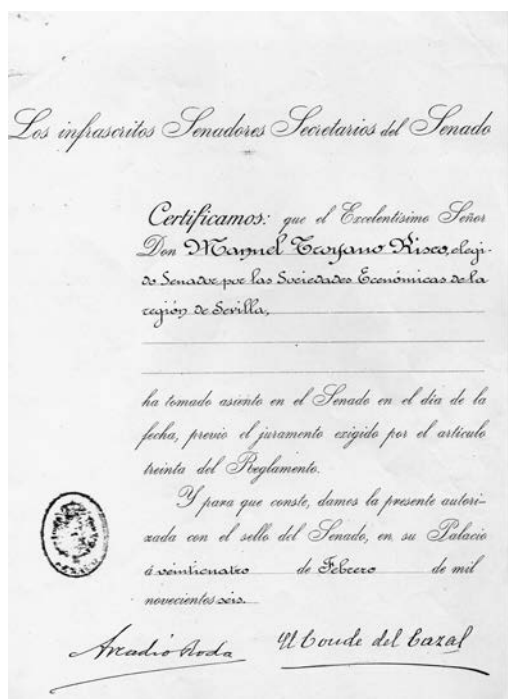 Los infrascritos Senadores Secretarios del Senado
Certificamos: que el Excelentísimo Señor
Don Manuel Troyano Risco, elegi-
do Senador por las Sociedades Económicas de la
región de Sevilla,
ha tomado asiento en el Senado en el día de la
fecha, previo el juramento exigido por el artículo
treinta del Reglamento.
Y para que conste, damos la presente autori-
zada con el sello del Senado, en su Palacio
á veinticuatro de Febrero de mil
novecientos seis.
Arcadio Roda El Conde del Cazal